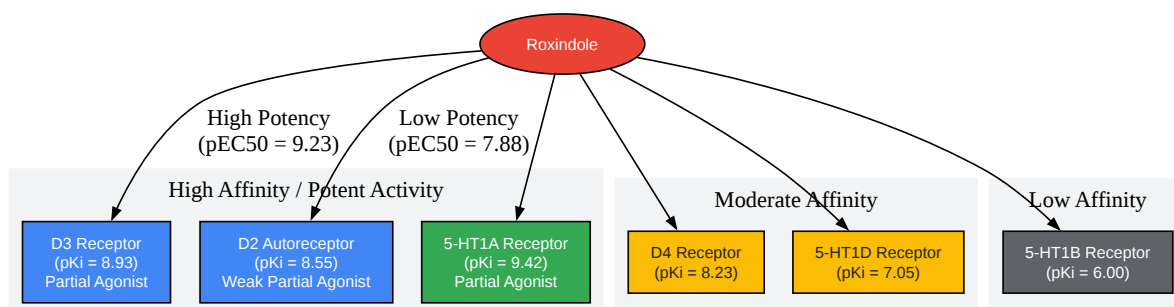 Roxindole
High Potency
(pEC50 = 9.23)
Low Potency
(pEC50 = 7.88)
High Affinity / Potent Activity
Moderate Affinity
Low Affinity
D3 Receptor
(pKi = 8.93)
Partial Agonist
D2 Autoreceptor
(pKi = 8.55)
Weak Partial Agonist
5-HT1A Receptor
(pKi = 9.42)
Partial Agonist
D4 Receptor
(pKi = 8.23)
5-HT1D Receptor
(pKi = 7.05)
5-HT1B Receptor
(pKi = 6.00)